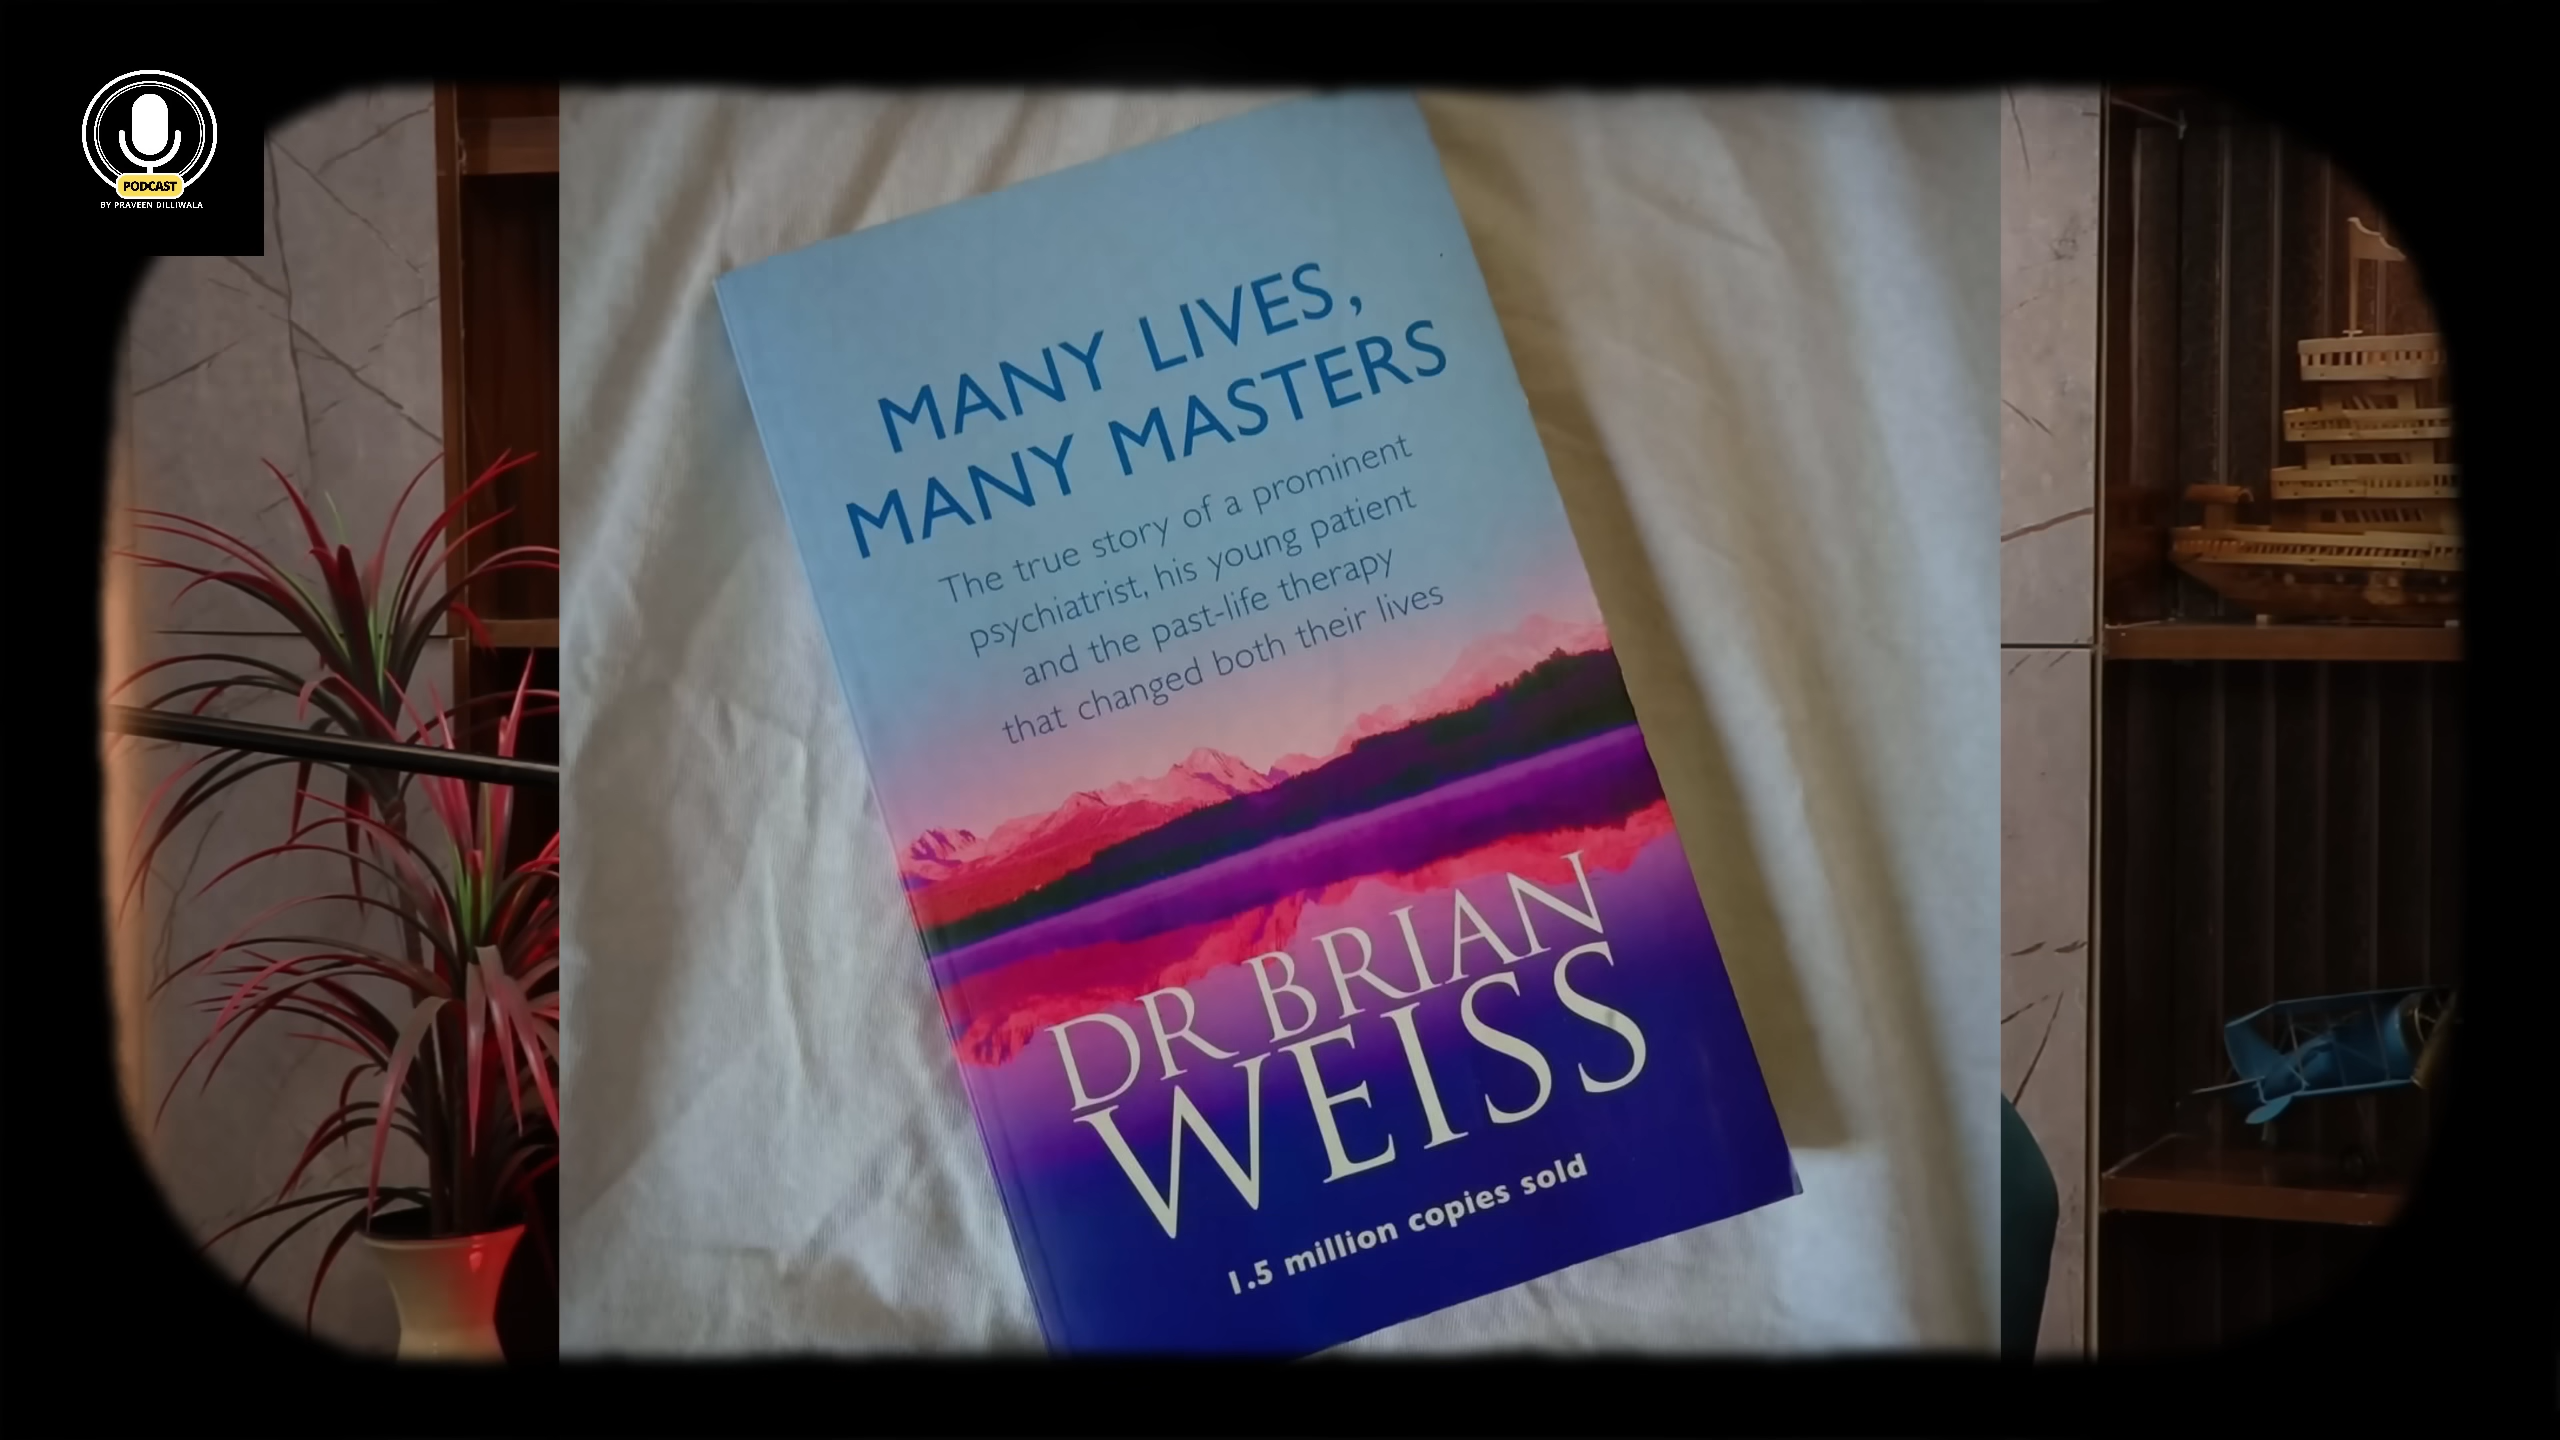 PODCAST
BY PRAVEEN DILLIWALA
MANY LIVES,
MANY MASTERS
The true story of a prominent
psychiatrist, his young patient
and the past-life therapy
that changed both their lives
DR BRIAN
WEISS
1.5 million copies sold